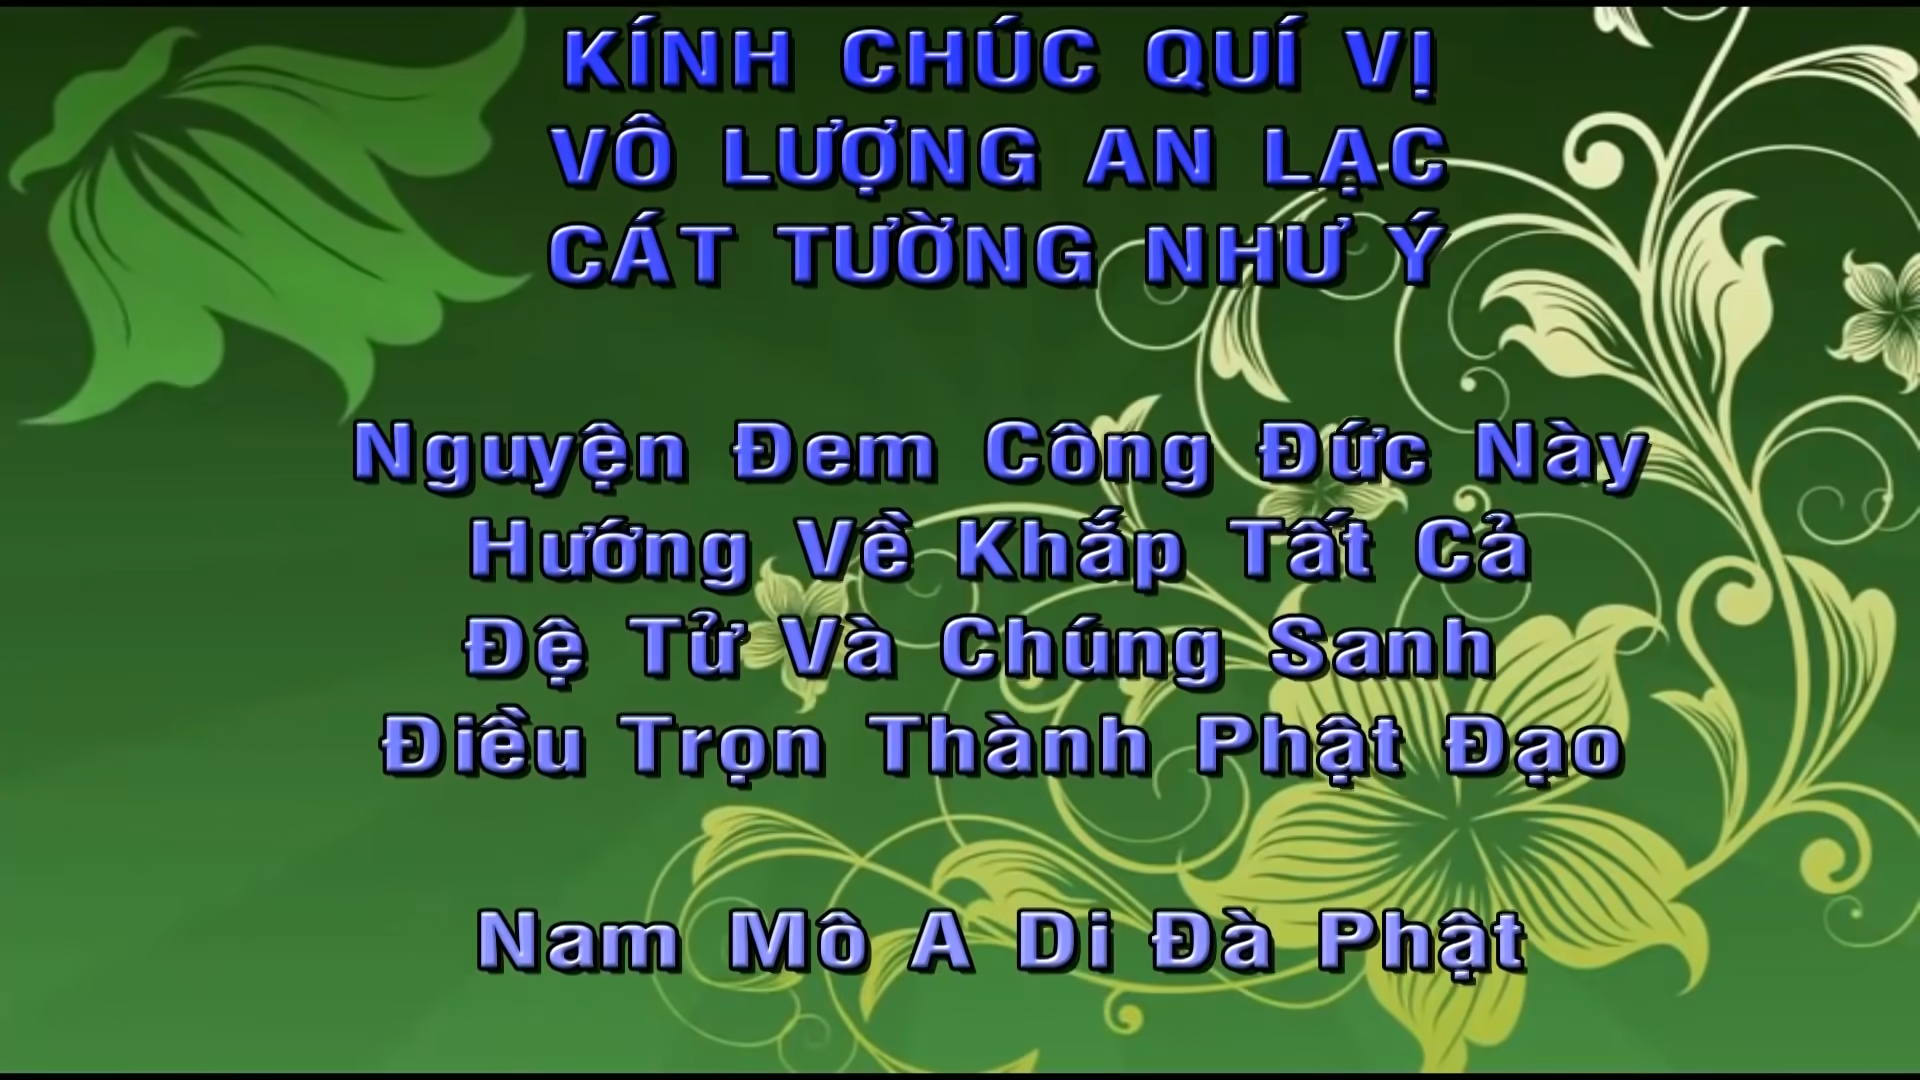 KÍNH CHÚC QUÍ VỊ
VÔ LƯỢNG AN LẠC
CÁT TƯỜNG NHƯ Ý
Nguyện Đem Công Đức Này
Hướng Về Khắp Tất Cả
Đệ Tử Và Chúng Sanh
Điều Trọn Thành Phật Đạo
Nam Mô A Di Đà Phật